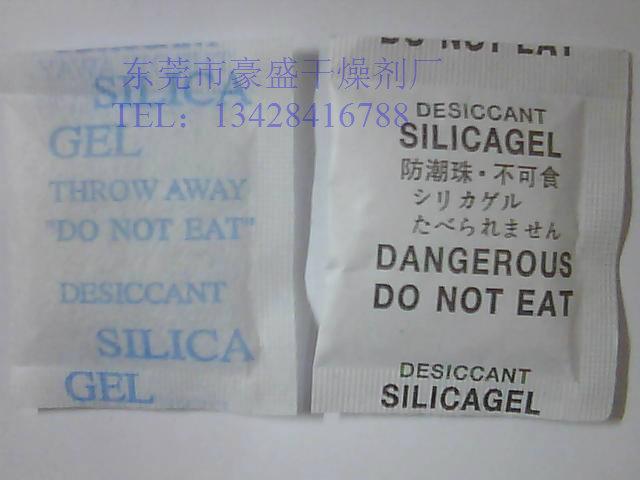 东莞市豪盛干燥剂厂
TEL：13428416788
SILICA
GEL
THROW AWAY
"DO NOT EAT"
DESICCANT
SILICA
GEL
DO NOT EAT
DESICCANT
SILICAGEL
防潮珠·不可食
シリカゲル
たべられません
DANGEROUS
DO NOT EAT
DESICCANT
SILICAGEL